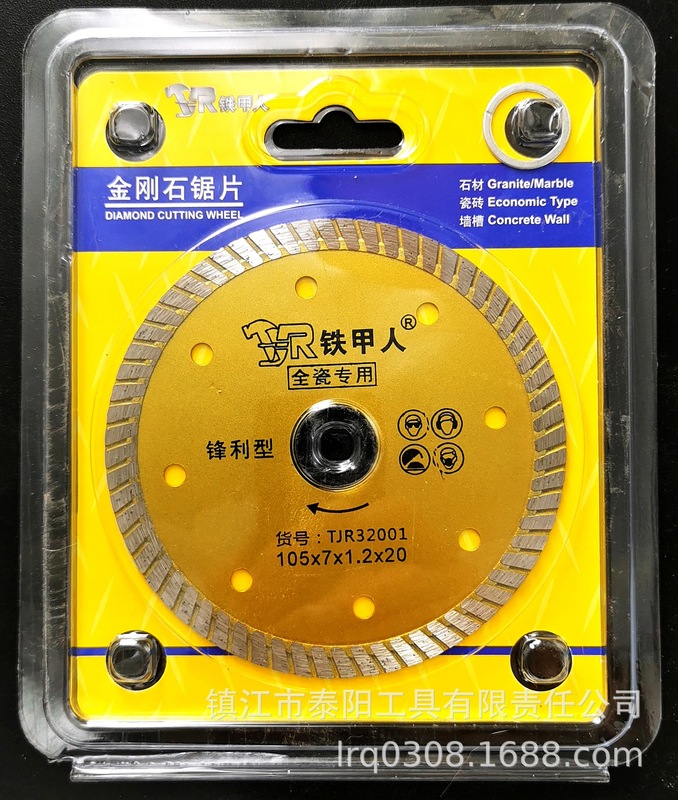 TJR铁甲人
金刚石锯片
DIAMOND CUTTING WHEEL
石材 Granite/Marble
瓷砖 Economic Type
墙槽 Concrete Wall
TJR铁甲人®
全瓷专用
锋利型
货号：TJR32001
105x7x1.2x20
镇江市泰阳工具有限责任公司
lrq0308.1688.com